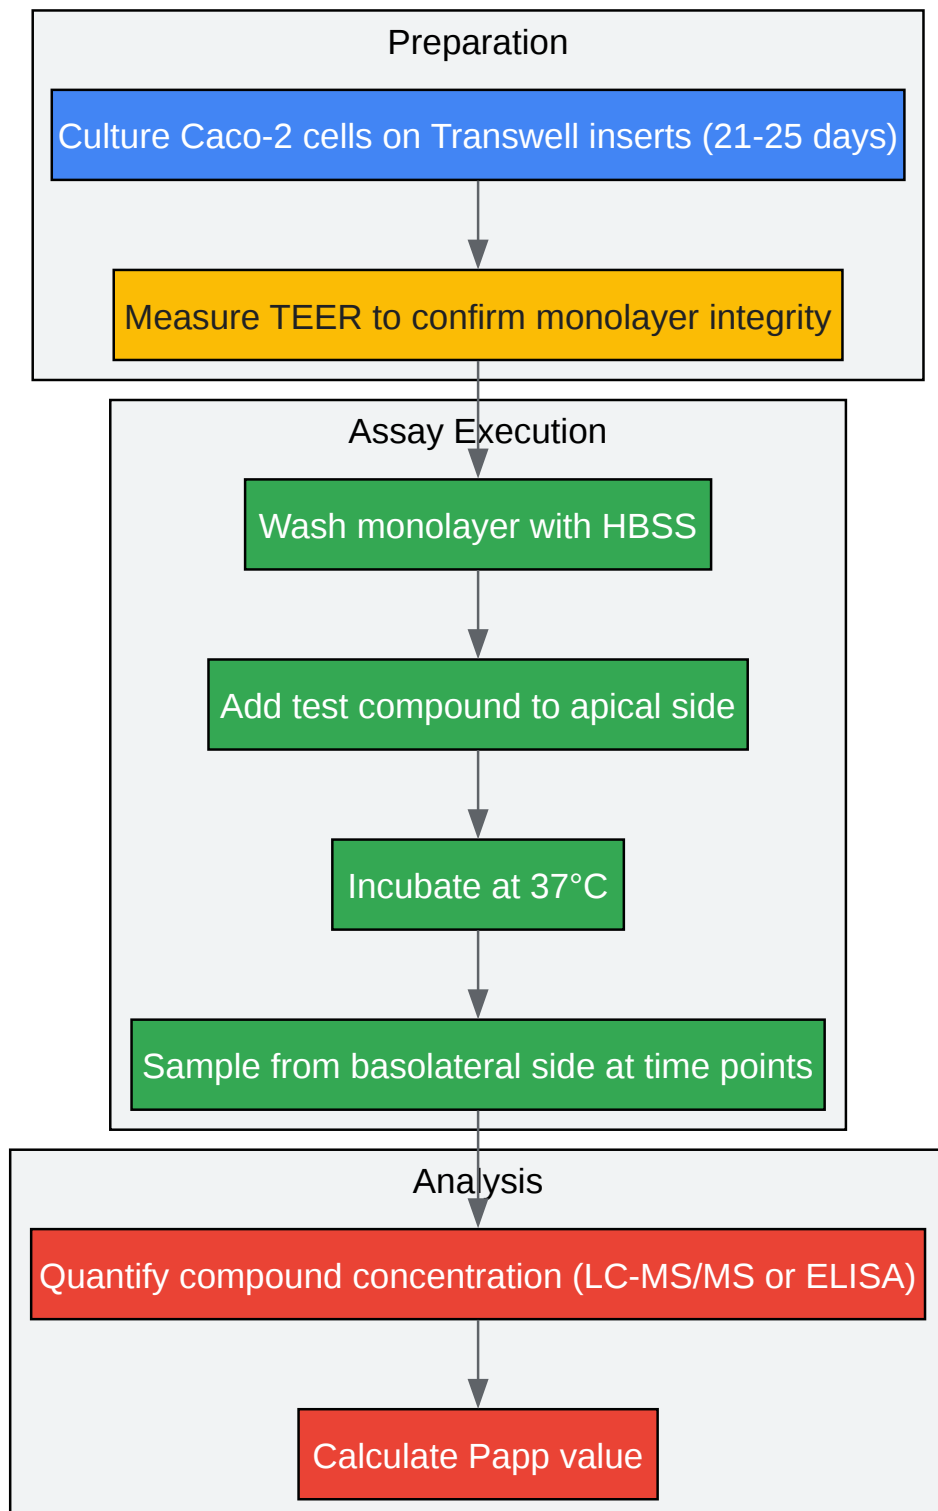 Preparation
Culture Caco-2 cells on Transwell inserts (21-25 days)
Measure TEER to confirm monolayer integrity
Assay Execution
Wash monolayer with HBSS
Add test compound to apical side
Incubate at 37°C
Sample from basolateral side at time points
Analysis
Quantify compound concentration (LC-MS/MS or ELISA)
Calculate Papp value